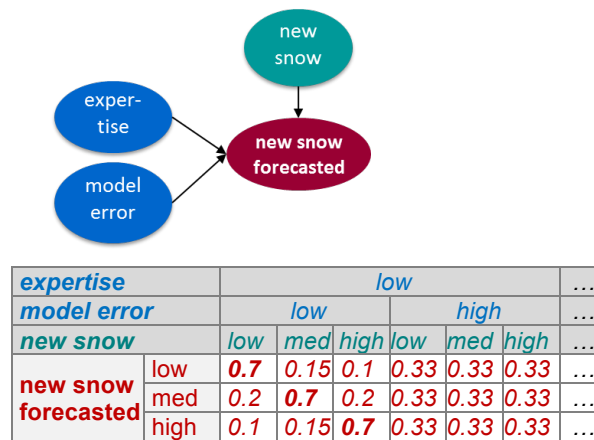 new
snow
exper-
tise
new snow
forecasted
model
error
expertise low ...
model error low high ...
new snow low med high low med high ...
new snow
forecasted
low 0.7 0.15 0.1 0.33 0.33 0.33 ...
med 0.2 0.7 0.2 0.33 0.33 0.33 ...
high 0.1 0.15 0.7 0.33 0.33 0.33 ...